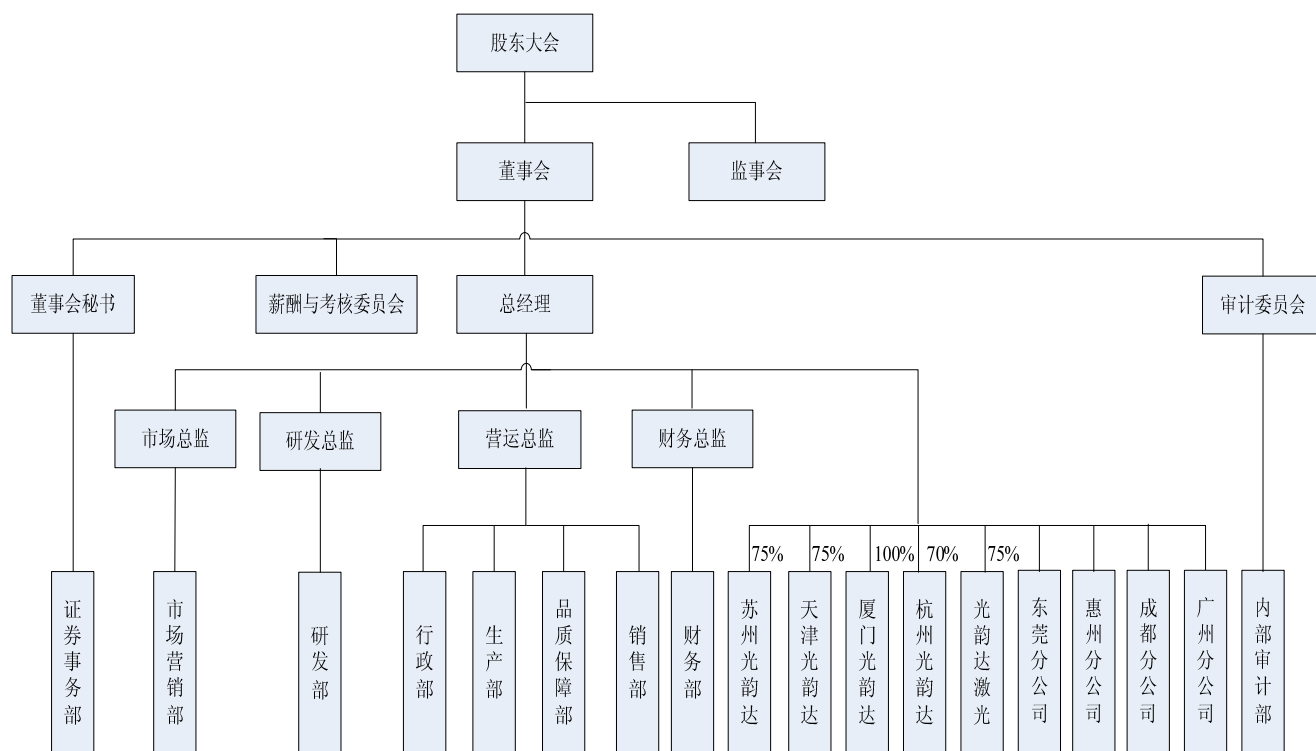 股东大会
董事会
监事会
董事会秘书
薪酬与考核委员会
总经理
审计委员会
市场总监
研发总监
营运总监
财务总监
75%
75%
100%
70%
75%
证券事务部
市场营销部
研发部
行政部
生产部
品质保障部
销售部
财务部
苏州光韵达
天津光韵达
厦门光韵达
杭州光韵达
光韵达激光
东莞分公司
惠州分公司
成都分公司
广州分公司
内部审计部